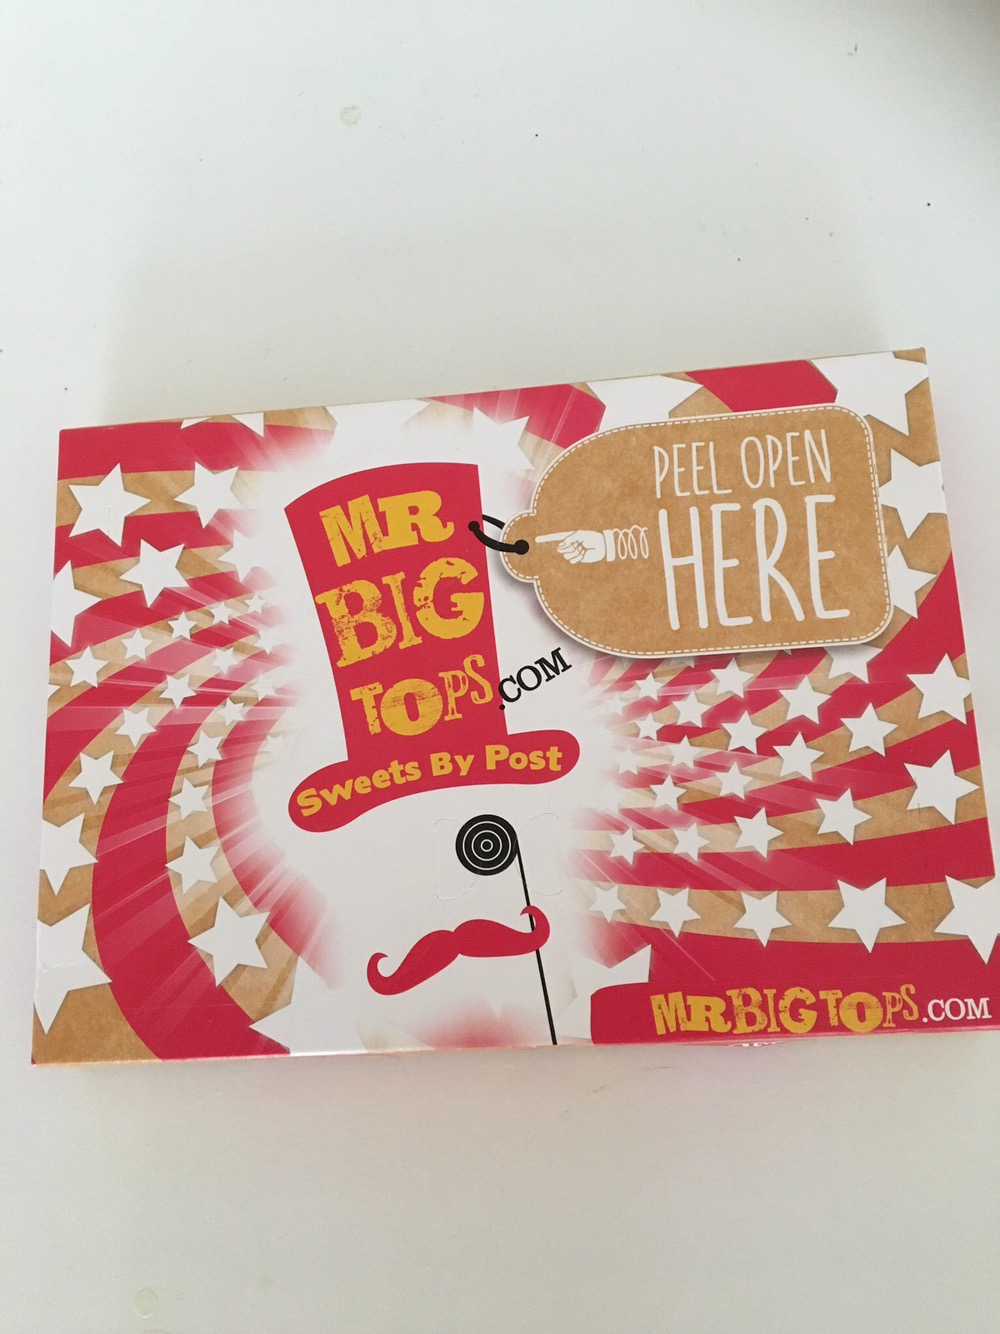 PEEL OPEN
HERE
MR
BIG
TOPS
.COM
Sweets By Post
MRBIGTOPS.COM